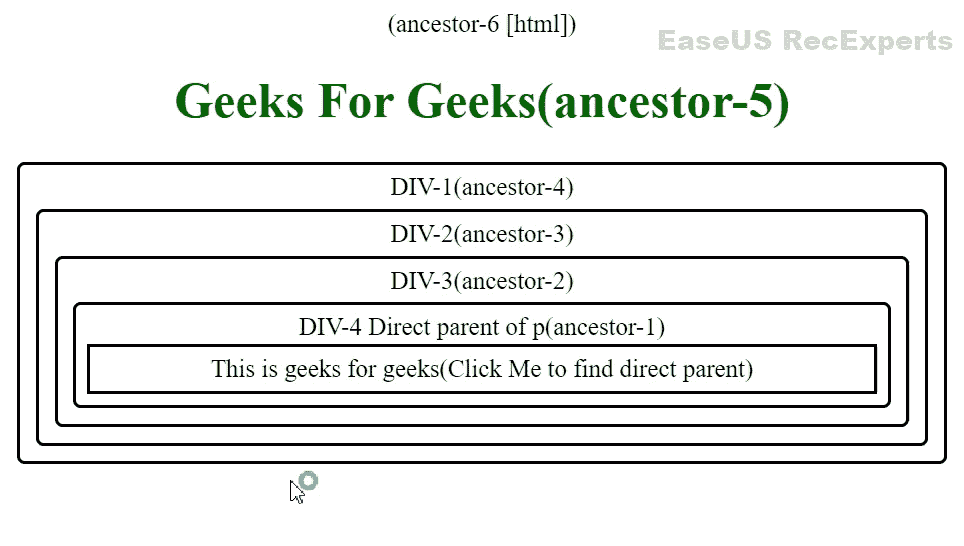 (ancestor-6 [html])
EaseUS RecExperts
Geeks For Geeks(ancestor-5)
DIV-1(ancestor-4)
DIV-2(ancestor-3)
DIV-3(ancestor-2)
DIV-4 Direct parent of p(ancestor-1)
This is geeks for geeks(Click Me to find direct parent)